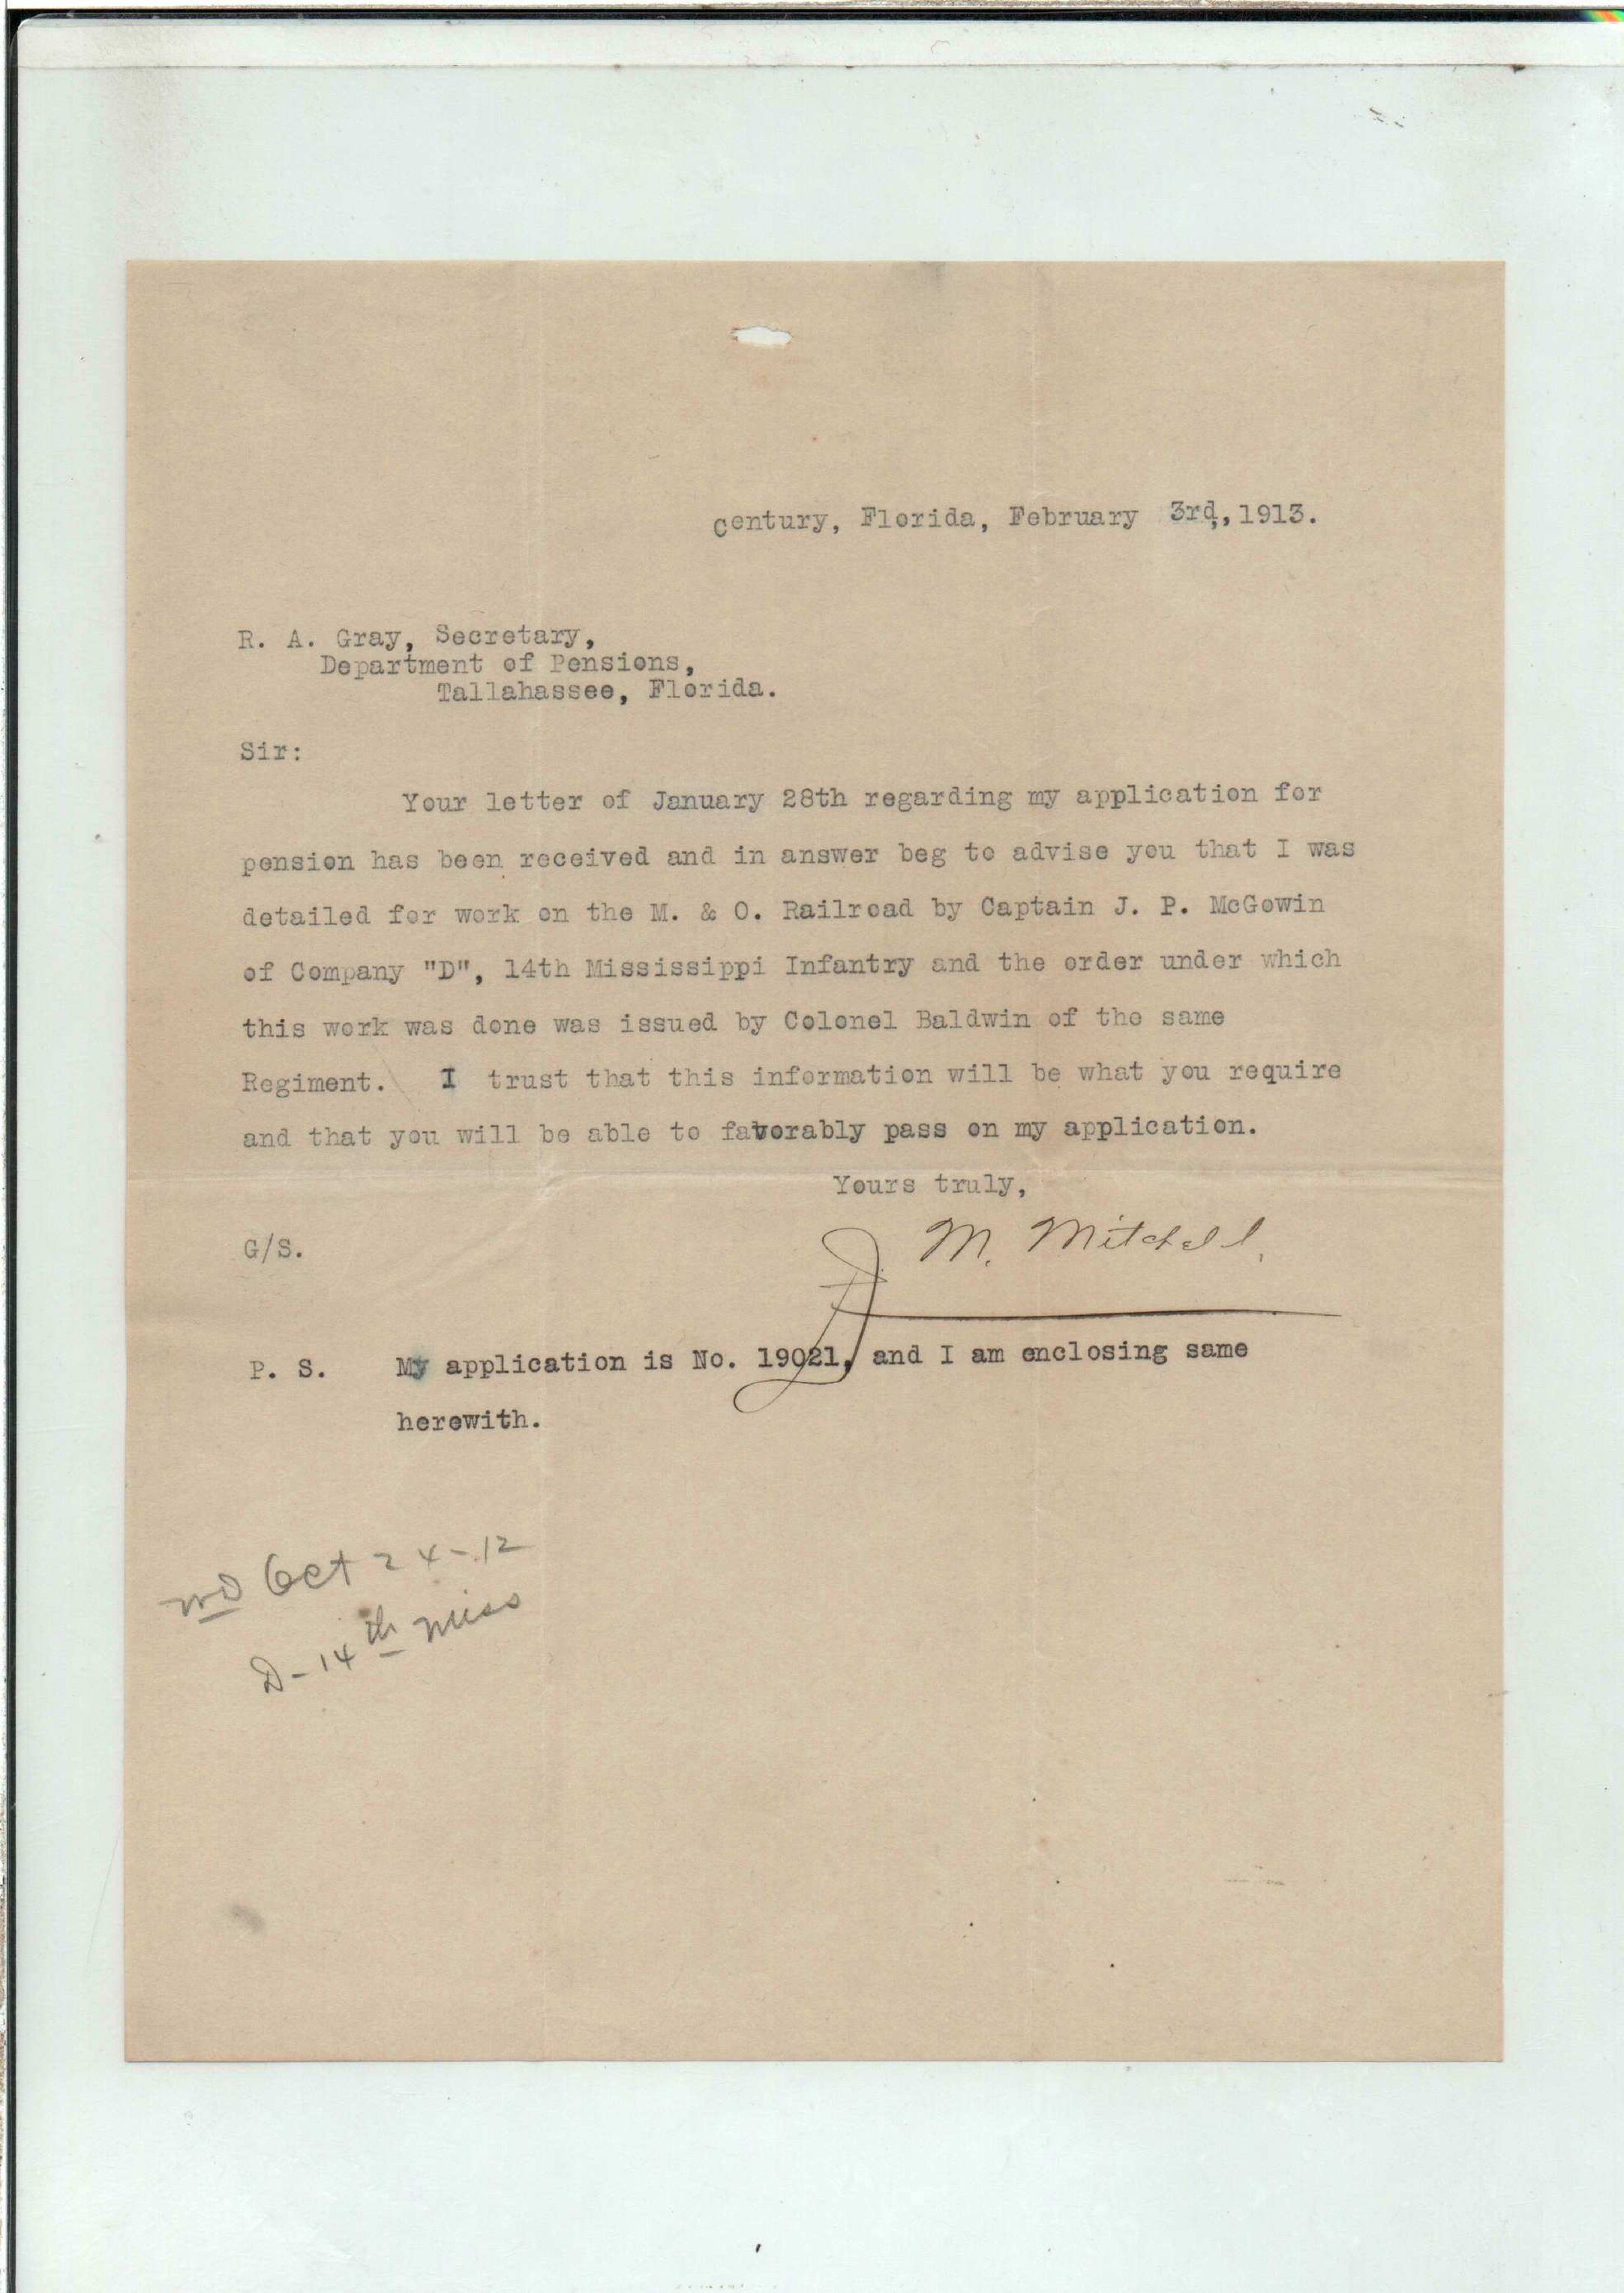 Century, Florida, February 3rd, 1913.
R. A. Gray, Secretary,
Department of Pensions,
Tallahassee, Florida.
Sir:
Your letter of January 28th regarding my application for
pension has been received and in answer beg to advise you that I was
detailed for work on the M. & O. Railroad by Captain J. P. McGowin
of Company "D", 14th Mississippi Infantry and the order under which
this work was done was issued by Colonel Baldwin of the same
Regiment. I trust that this information will be what you require
and that you will be able to favorably pass on my application.
Yours truly,
J. M. Mitchell.
G/S.
P. S. My application is No. 19021, and I am enclosing same
herewith.
WD Oct 24-12
D-14th Miss